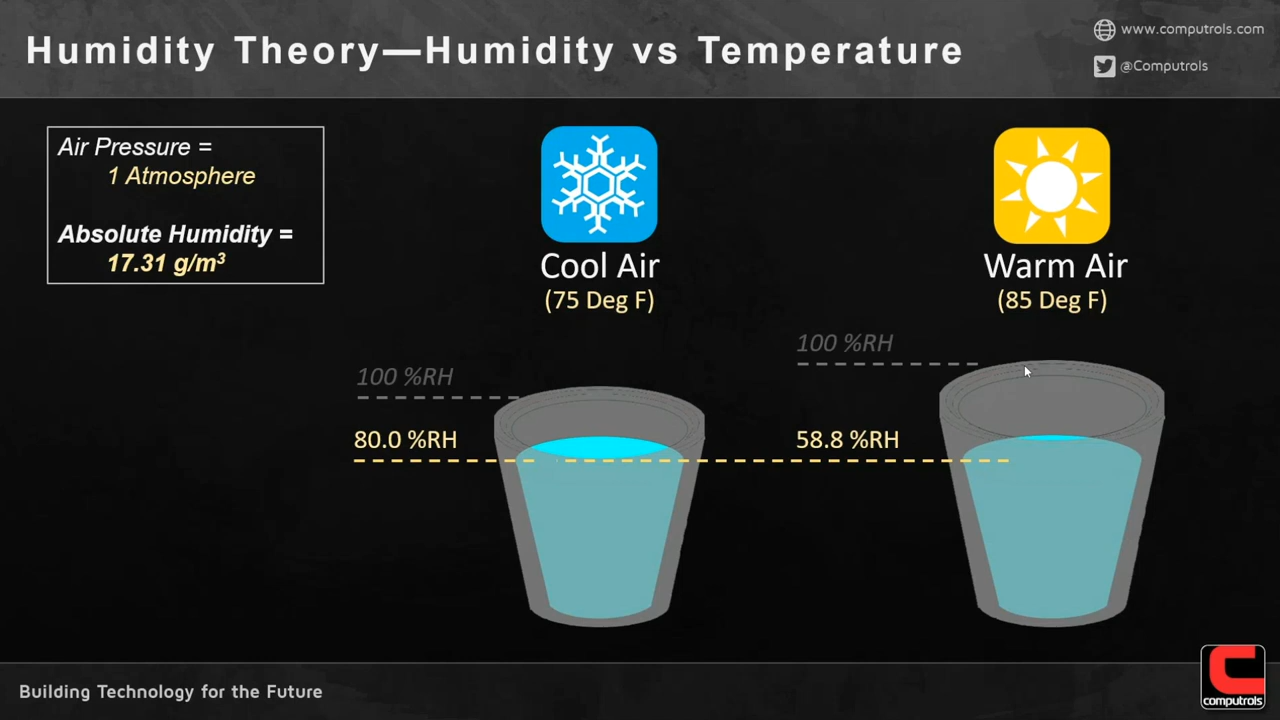 Humidity Theory—Humidity vs Temperature
www.computrols.com
@Computrols
Air Pressure =
1 Atmosphere
Absolute Humidity =
17.31 g/m³
Cool Air
(75 Deg F)
Warm Air
(85 Deg F)
100 %RH
80.0 %RH
100 %RH
58.8 %RH
Building Technology for the Future
computrols